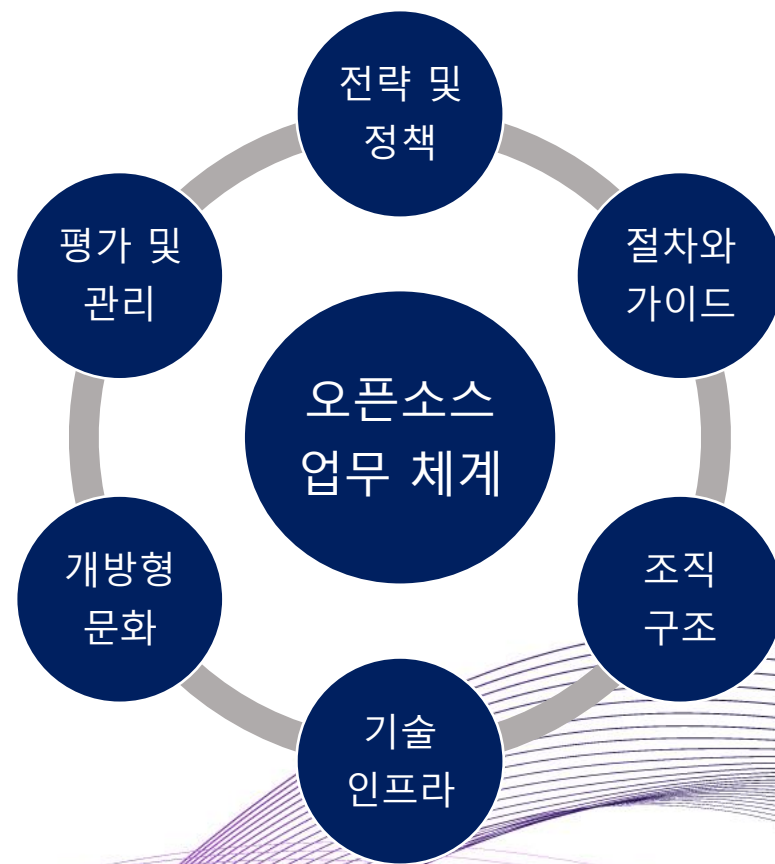 전략 및
정책
절차와
가이드
조직
구조
기술
인프라
개방형
문화
평가 및
관리
오픈소스
업무 체계